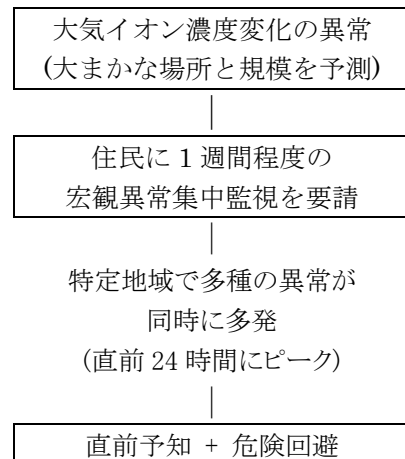 大気イオン濃度変化の異常
(大まかな場所と規模を予測)
住民に 1 週間程度の
宏観異常集中監視を要請
特定地域で多種の異常が
同時に多発
(直前 24 時間にピーク)
直前予知 + 危険回避